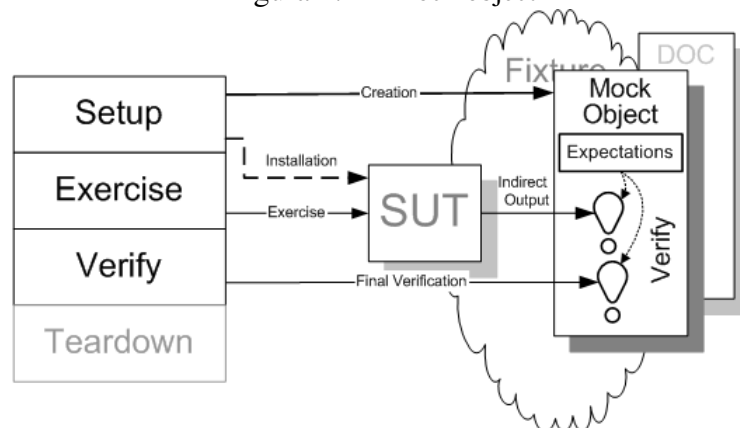 Fixture
DOC
Mock
Object
Setup
Creation
Expectations
Installation
Exercise
Exercise
SUT
Indirect
Output
Verify
Verify
Final Verification
Teardown